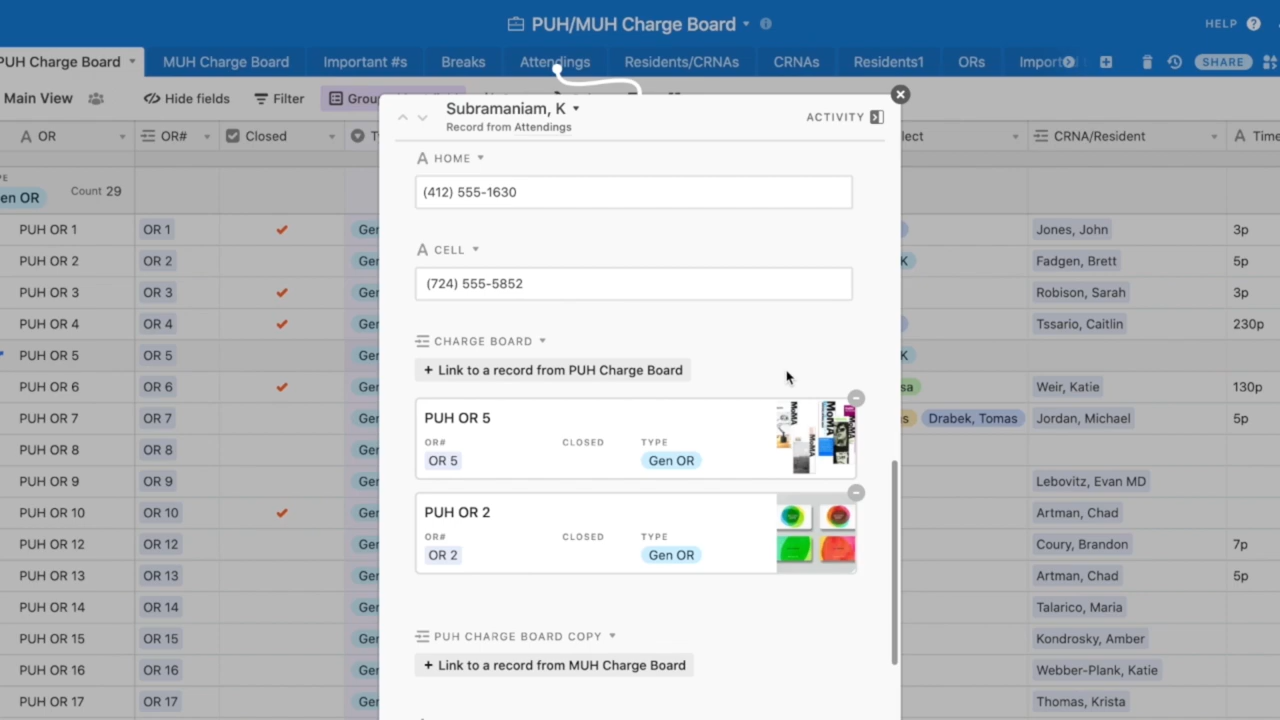 PUH/MUH Charge Board
HELP
PUH Charge Board
MUH Charge Board
Important #s
Breaks
Attendings
Residents/CRNAs
CRNAs
Residents1
ORs
SHARE
Main View
Hide fields
Filter
OR
OR#
Closed
CRNA/Resident
Time
Count 29
PUH OR 1 OR 1 Jones, John 3p
PUH OR 2 OR 2 Fadgen, Brett 5p
PUH OR 3 OR 3 Robison, Sarah 3p
PUH OR 4 OR 4 Tssario, Caitlin 230p
PUH OR 5 OR 5
PUH OR 6 OR 6 Weir, Katie 130p
PUH OR 7 OR 7 Drabek, Tomas Jordan, Michael 5p
PUH OR 8 OR 8
PUH OR 9 OR 9 Lebovitz, Evan MD
PUH OR 10 OR 10 Artman, Chad
PUH OR 12 OR 12 Coury, Brandon 7p
PUH OR 13 OR 13 Artman, Chad 5p
PUH OR 14 OR 14 Talarico, Maria
PUH OR 15 OR 15 Kondrosky, Amber
PUH OR 16 OR 16 Webber-Plank, Katie
PUH OR 17 OR 17 Thomas, Krista
Subramaniam, K
Record from Attendings
ACTIVITY
HOME
(412) 555-1630
CELL
(724) 555-5852
CHARGE BOARD
+ Link to a record from PUH Charge Board
PUH OR 5
OR# CLOSED TYPE
OR 5 Gen OR
MoMA MoMA
PUH OR 2
OR# CLOSED TYPE
OR 2 Gen OR
PUH CHARGE BOARD COPY
+ Link to a record from MUH Charge Board